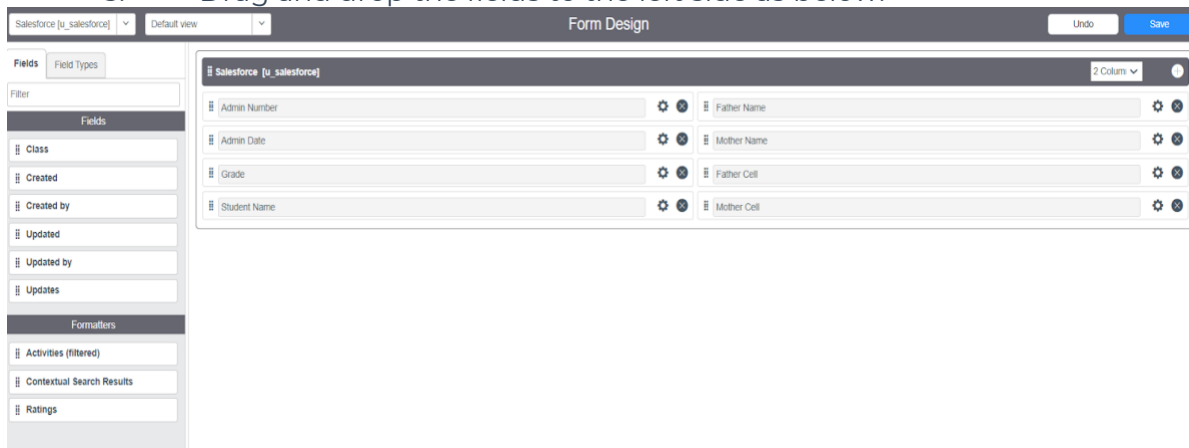 Drag and drop the fields to the left side as below:
Salesforce [u_salesforce] Default view Form Design Undo Save
Fields Field Types
Filter
Fields
Class
Created
Created by
Updated
Updated by
Updates
Formatters
Activities (filtered)
Contextual Search Results
Ratings
Salesforce [u_salesforce] 2 Colum
Admin Number Father Name
Admin Date Mother Name
Grade Father Cell
Student Name Mother Cell